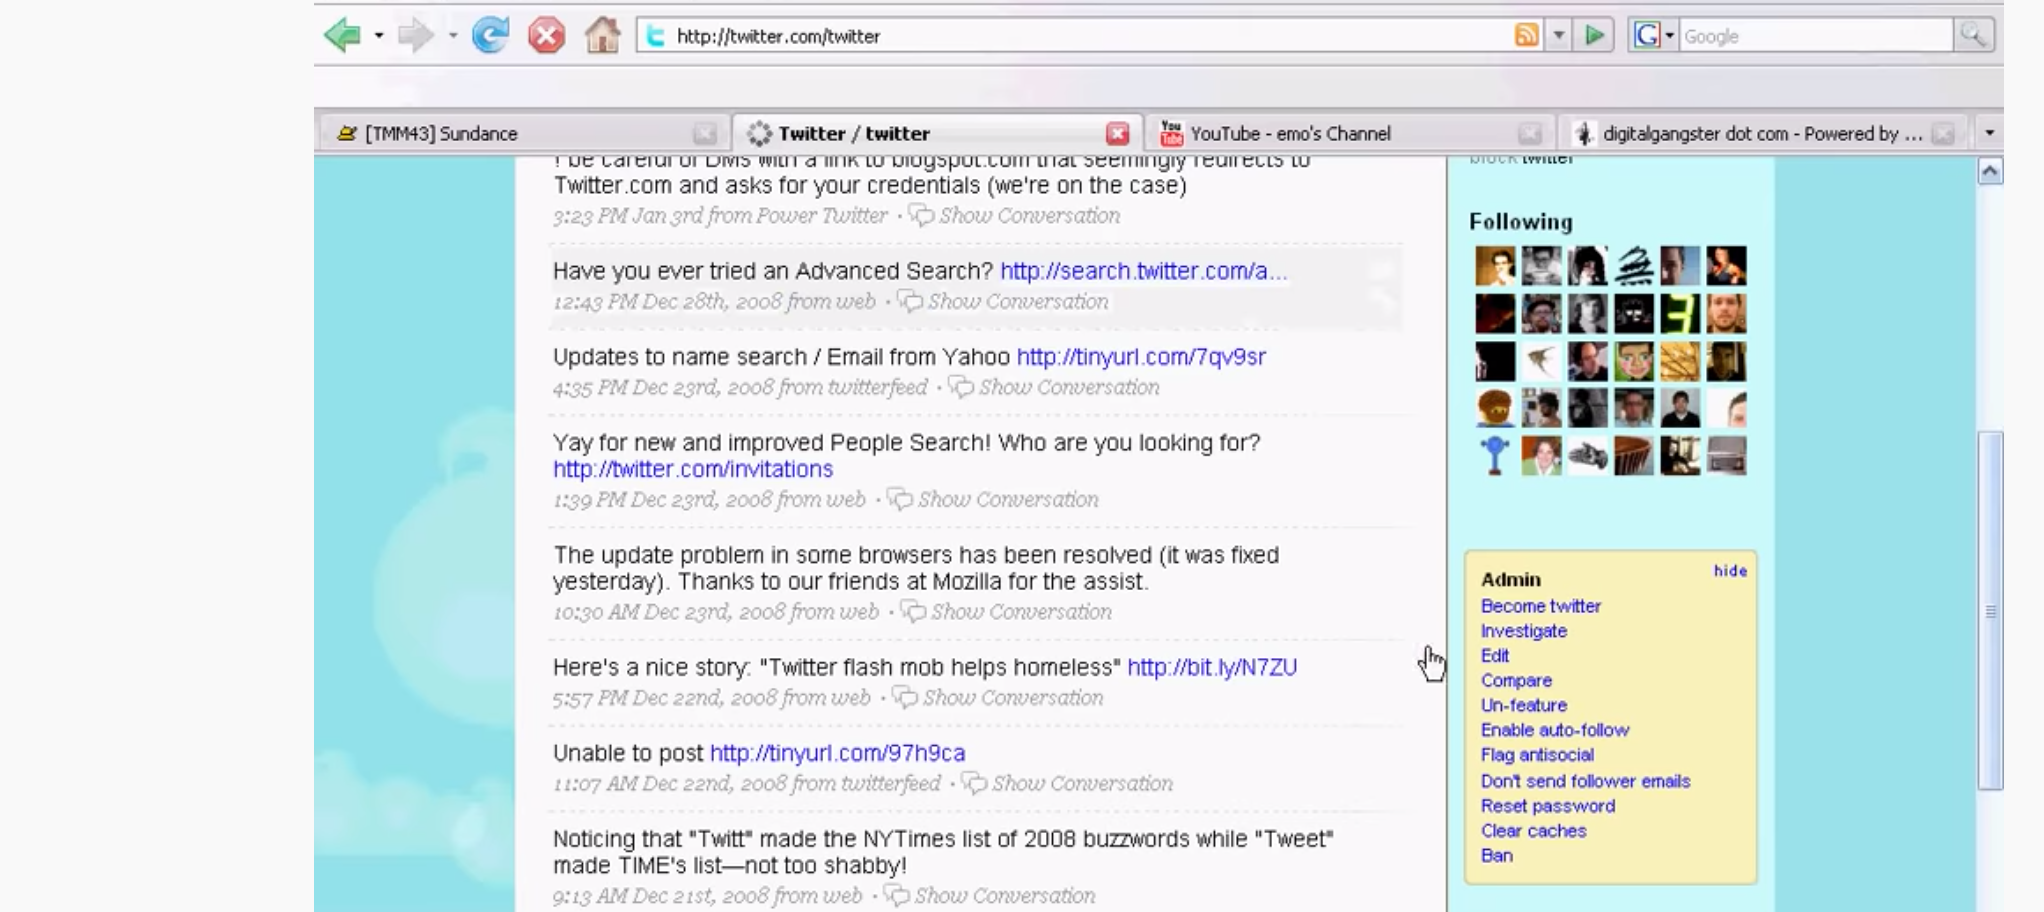 http://twitter.com/twitter
Google
[TMM43] Sundance
Twitter / twitter
You Tube
YouTube - emo's Channel
digitalgangster dot com - Powered by ...
! be careful of DMs with a link to blogspot.com that seemingly redirects to
Twitter.com and asks for your credentials (we're on the case)
3:23 PM Jan 3rd from Power Twitter · Show Conversation
Have you ever tried an Advanced Search? http://search.twitter.com/a...
12:43 PM Dec 28th, 2008 from web · Show Conversation
Updates to name search / Email from Yahoo http://tinyurl.com/7qv9sr
4:35 PM Dec 23rd, 2008 from twitterfeed · Show Conversation
Yay for new and improved People Search! Who are you looking for?
http://twitter.com/invitations
1:39 PM Dec 23rd, 2008 from web · Show Conversation
The update problem in some browsers has been resolved (it was fixed
yesterday). Thanks to our friends at Mozilla for the assist.
10:30 AM Dec 23rd, 2008 from web · Show Conversation
Here's a nice story: "Twitter flash mob helps homeless" http://bit.ly/N7ZU
5:57 PM Dec 22nd, 2008 from web · Show Conversation
Unable to post http://tinyurl.com/97h9ca
11:07 AM Dec 22nd, 2008 from twitterfeed · Show Conversation
Noticing that "Twitt" made the NYTimes list of 2008 buzzwords while "Tweet"
made TIME's list—not too shabby!
9:13 AM Dec 21st, 2008 from web · Show Conversation
block twitter
Following
Admin
hide
Become twitter
Investigate
Edit
Compare
Un-feature
Enable auto-follow
Flag antisocial
Don't send follower emails
Reset password
Clear caches
Ban